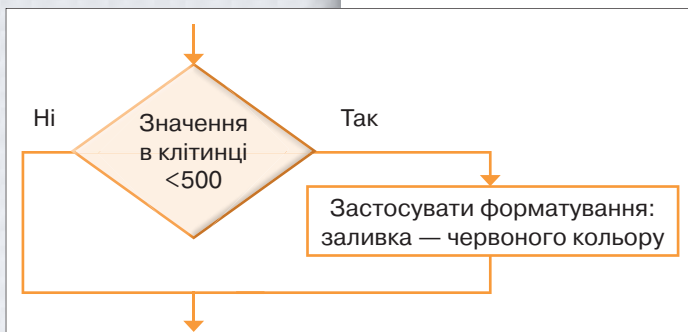 Ні
Значення
в клітинці
<500
Так
Застосувати форматування:
заливка — червоного кольору